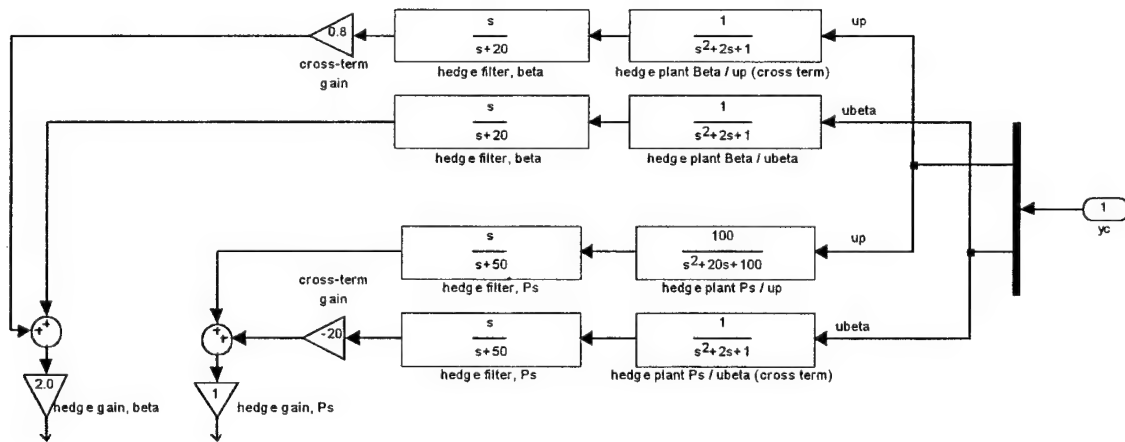 0.8
cross-term
gain
s
s+20
hedge filter, beta
1
s²+2s+1
hedge plant Beta / up (cross term)
up
s
s+20
hedge filter, beta
1
s²+2s+1
hedge plant Beta / ubeta
ubeta
1
yc
s
s+50
hedge filter, Ps
100
s²+20s+100
hedge plant Ps / up
up
cross-term
gain
-20
s
s+50
hedge filter, Ps
1
s²+2s+1
hedge plant Ps / ubeta (cross term)
ubeta
+ +
+ +
2.0
hedge gain, beta
1
hedge gain, Ps